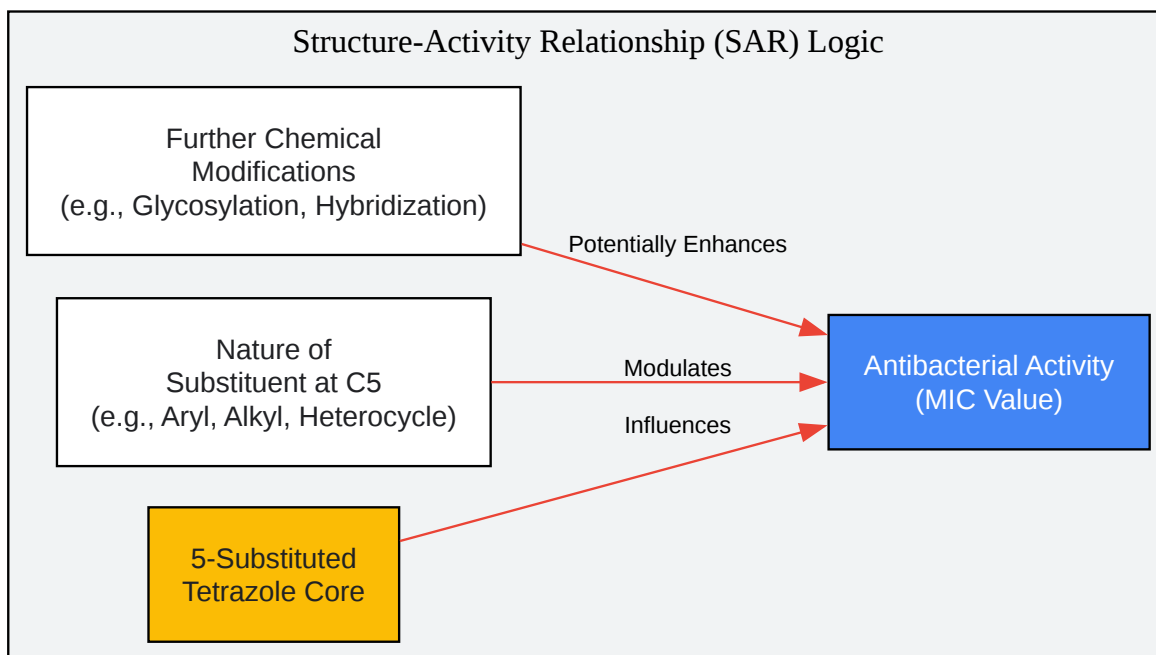 Structure-Activity Relationship (SAR) Logic
Further Chemical
Modifications
(e.g., Glycosylation, Hybridization)
Potentially Enhances
Nature of
Substituent at C5
(e.g., Aryl, Alkyl, Heterocycle)
Modulates
Antibacterial Activity
(MIC Value)
Influences
5-Substituted
Tetrazole Core